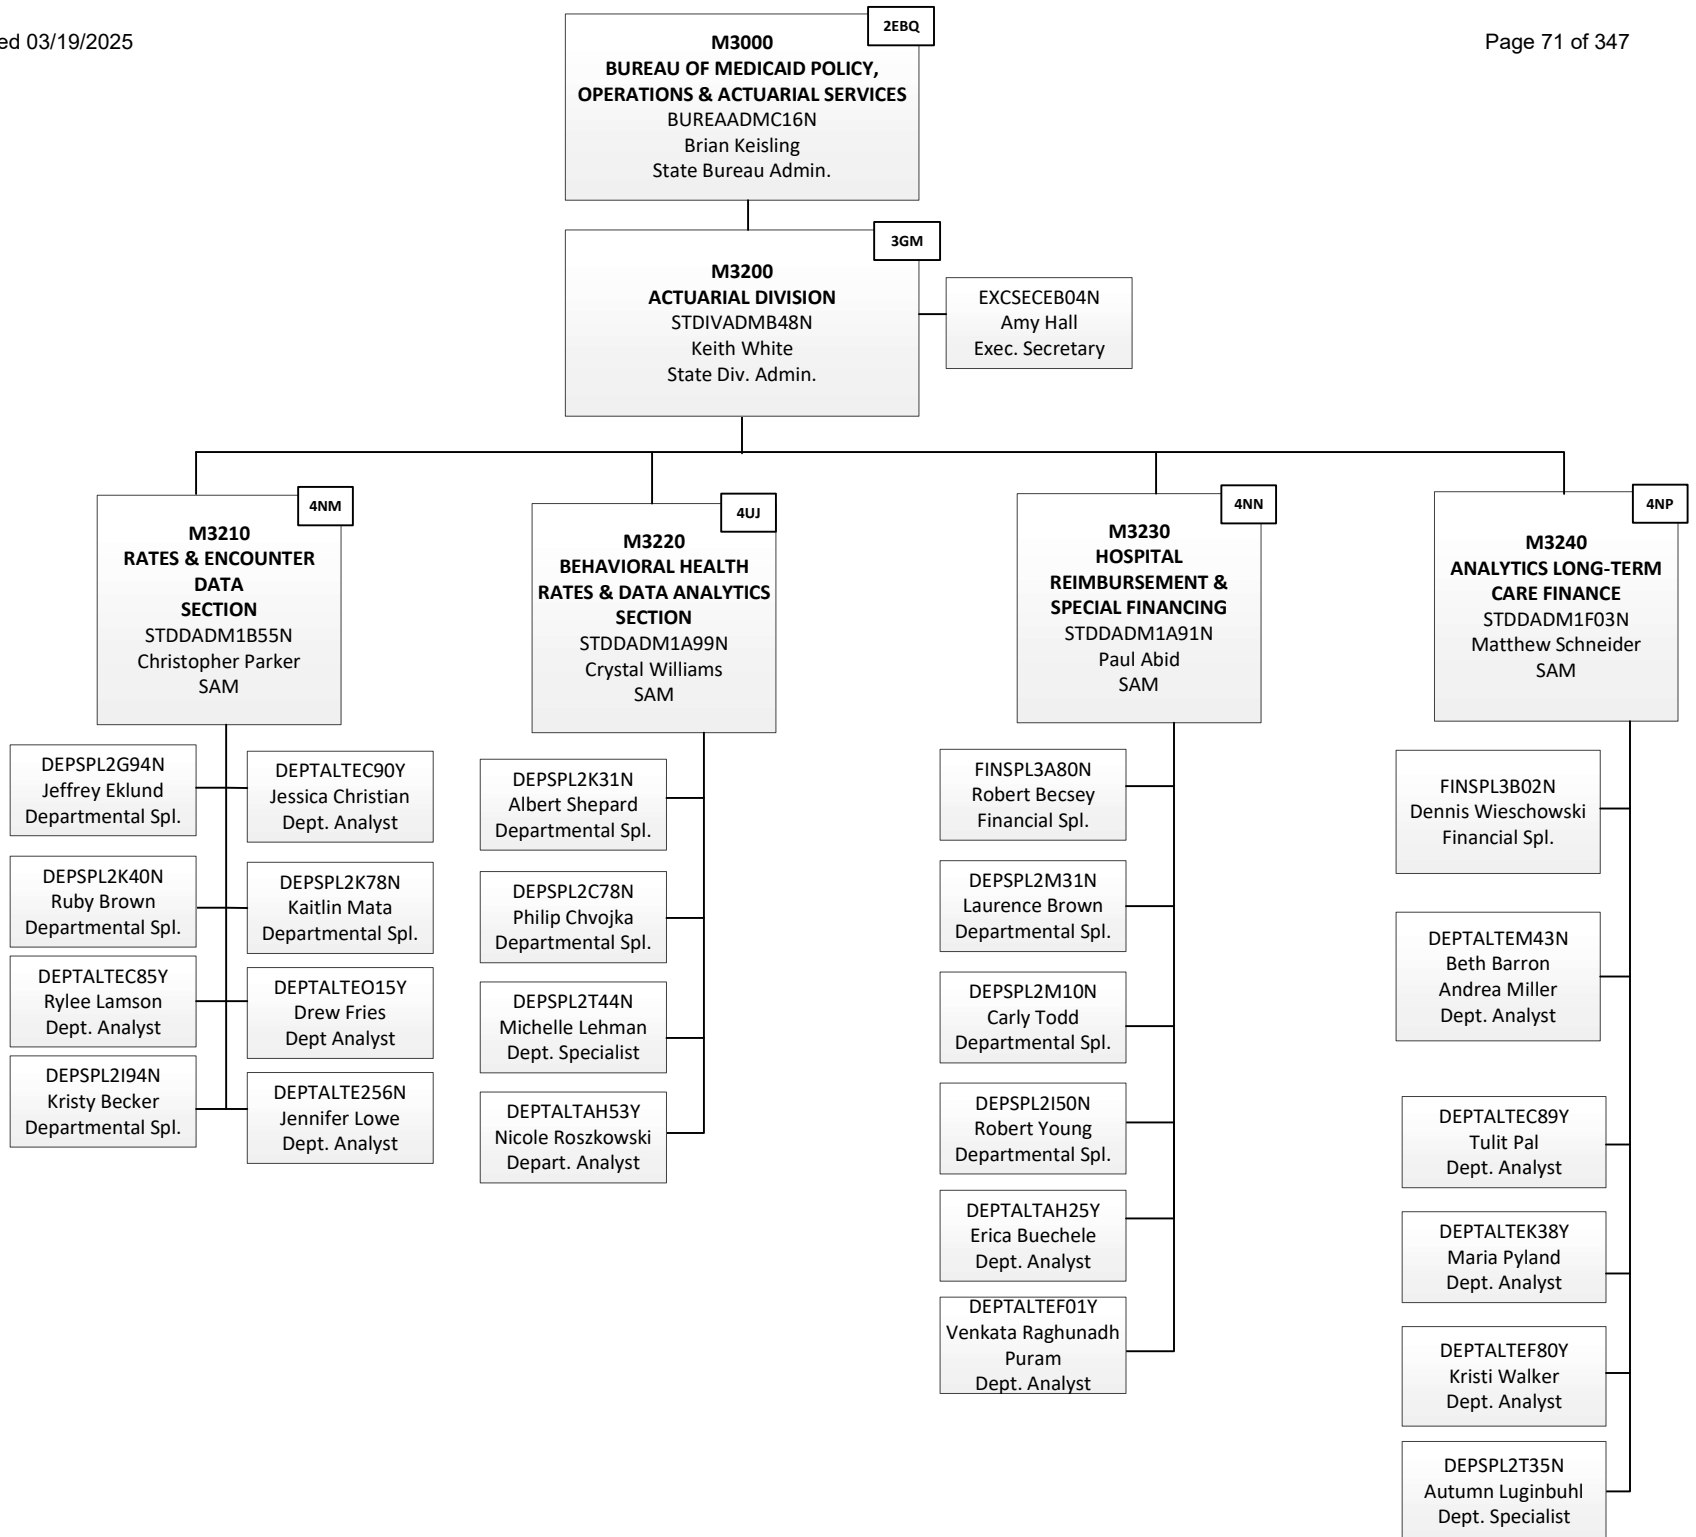 ed 03/19/2025
Page 71 of 347
2EBQ
M3000
BUREAU OF MEDICAID POLICY,
OPERATIONS & ACTUARIAL SERVICES
BUREAADMC16N
Brian Keisling
State Bureau Admin.
3GM
M3200
ACTUARIAL DIVISION
STDIVADMB48N
Keith White
State Div. Admin.
EXCSECEB04N
Amy Hall
Exec. Secretary
4NM
M3210
RATES & ENCOUNTER
DATA
SECTION
STDDADM1B55N
Christopher Parker
SAM
DEPSPL2G94N
Jeffrey Eklund
Departmental Spl.
DEPTALTEC90Y
Jessica Christian
Dept. Analyst
DEPSPL2K40N
Ruby Brown
Departmental Spl.
DEPSPL2K78N
Kaitlin Mata
Departmental Spl.
DEPTALTEC85Y
Rylee Lamson
Dept. Analyst
DEPTALTEO15Y
Drew Fries
Dept Analyst
DEPSPL2I94N
Kristy Becker
Departmental Spl.
DEPTALTE256N
Jennifer Lowe
Dept. Analyst
4UJ
M3220
BEHAVIORAL HEALTH
RATES & DATA ANALYTICS
SECTION
STDDADM1A99N
Crystal Williams
SAM
DEPSPL2K31N
Albert Shepard
Departmental Spl.
DEPSPL2C78N
Philip Chvojka
Departmental Spl.
DEPSPL2T44N
Michelle Lehman
Dept. Specialist
DEPTALTAH53Y
Nicole Roszkowski
Depart. Analyst
4NN
M3230
HOSPITAL
REIMBURSEMENT &
SPECIAL FINANCING
STDDADM1A91N
Paul Abid
SAM
FINSPL3A80N
Robert Becsey
Financial Spl.
DEPSPL2M31N
Laurence Brown
Departmental Spl.
DEPSPL2M10N
Carly Todd
Departmental Spl.
DEPSPL2I50N
Robert Young
Departmental Spl.
DEPTALTAH25Y
Erica Buechele
Dept. Analyst
DEPTALTEF01Y
Venkata Raghunadh
Puram
Dept. Analyst
4NP
M3240
ANALYTICS LONG-TERM
CARE FINANCE
STDDADM1F03N
Matthew Schneider
SAM
FINSPL3B02N
Dennis Wieschowski
Financial Spl.
DEPTALTEM43N
Beth Barron
Andrea Miller
Dept. Analyst
DEPTALTEC89Y
Tulit Pal
Dept. Analyst
DEPTALTEK38Y
Maria Pyland
Dept. Analyst
DEPTALTEF80Y
Kristi Walker
Dept. Analyst
DEPSPL2T35N
Autumn Luginbuhl
Dept. Specialist